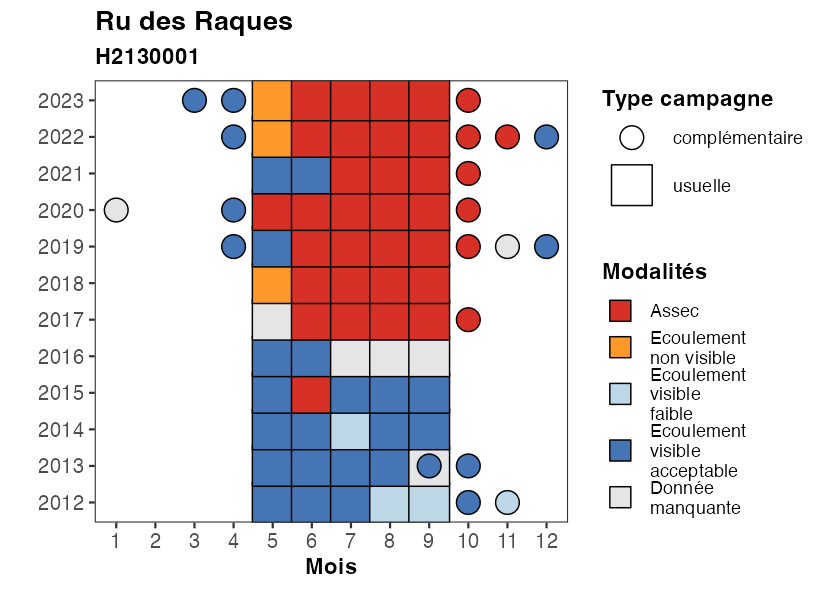 Ru des Raques
H2130001
2023
2022
2021
2020
2019
2018
2017
2016
2015
2014
2013
2012
1 2 3 4 5 6 7 8 9 10 11 12
Mois
Type campagne
complémentaire
usuelle
Modalités
Assec
Ecoulement
non visible
Ecoulement
visible
faible
Ecoulement
visible
acceptable
Donnée
manquante